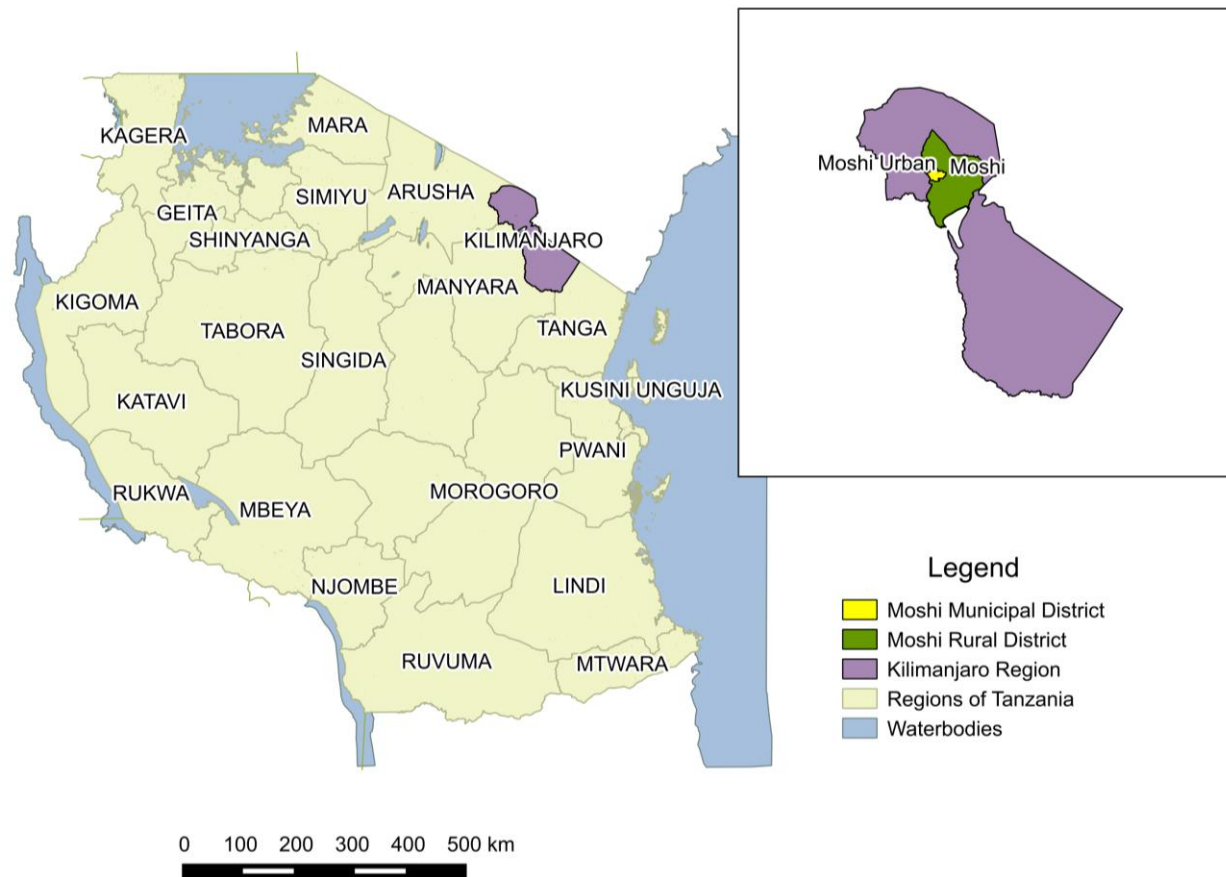 KAGERA
MARA
SIMIYU
ARUSHA
GEITA
SHINYANGA
KILIMANJARO
KIGOMA
MANYARA
TABORA
TANGA
SINGIDA
KATAVI
KUSINI UNGUJA
PWANI
RUKWA
MBEYA
MOROGORO
NJOMBE
LINDI
RUVUMA
MTWARA
Moshi Urban
Moshi
Legend
Moshi Municipal District
Moshi Rural District
Kilimanjaro Region
Regions of Tanzania
Waterbodies
0 100 200 300 400 500 km